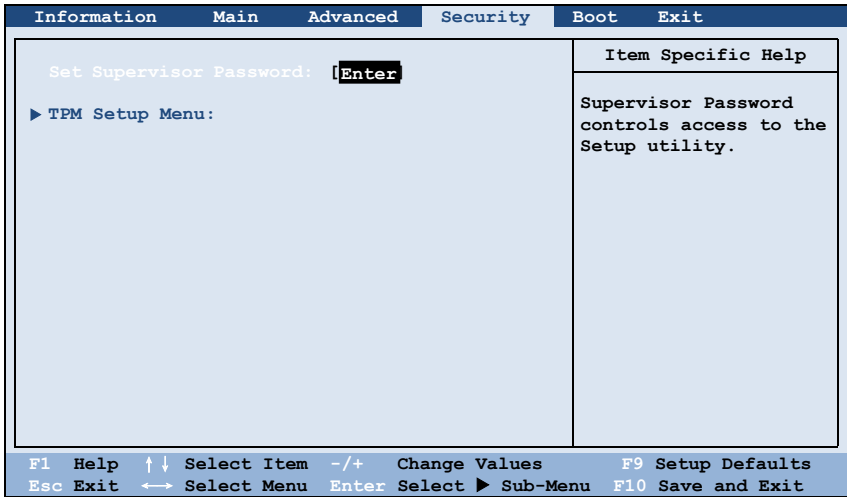 Information Main Advanced Security Boot Exit
Set Supervisor Password: [Enter]
TPM Setup Menu:
Item Specific Help
Supervisor Password
controls access to the
Setup utility.
F1 Help ↑↓ Select Item -/+ Change Values F9 Setup Defaults
Esc Exit ←→ Select Menu Enter Select ▶ Sub-Menu F10 Save and Exit